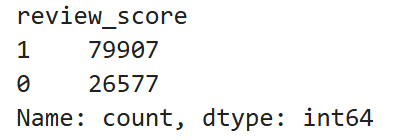 review_score
1    79907
0    26577
Name: count, dtype: int64